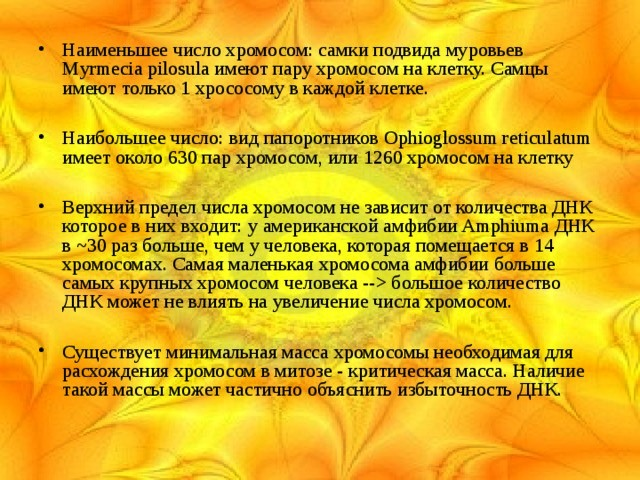 • Наименьшее число хромосом: самки подвида муровьев
Myrmecia pilosula имеют пару хромосом на клетку. Самцы
имеют только 1 хрососому в каждой клетке.
• Наибольшее число: вид папоротников Ophioglossum reticulatum
имеет около 630 пар хромосом, или 1260 хромосом на клетку
• Верхний предел числа хромосом не зависит от количества ДНК
которое в них входит: у американской амфибии Amphiuma ДНК
в ~30 раз больше, чем у человека, которая помещается в 14
хромосомах. Самая маленькая хромосома амфибии больше
самых крупных хромосом человека --> большое количество
ДНК может не влиять на увеличение числа хромосом.
• Существует минимальная масса хромосомы необходимая для
расхождения хромосом в митозе - критическая масса. Наличие
такой массы может частично объяснить избыточность ДНК.